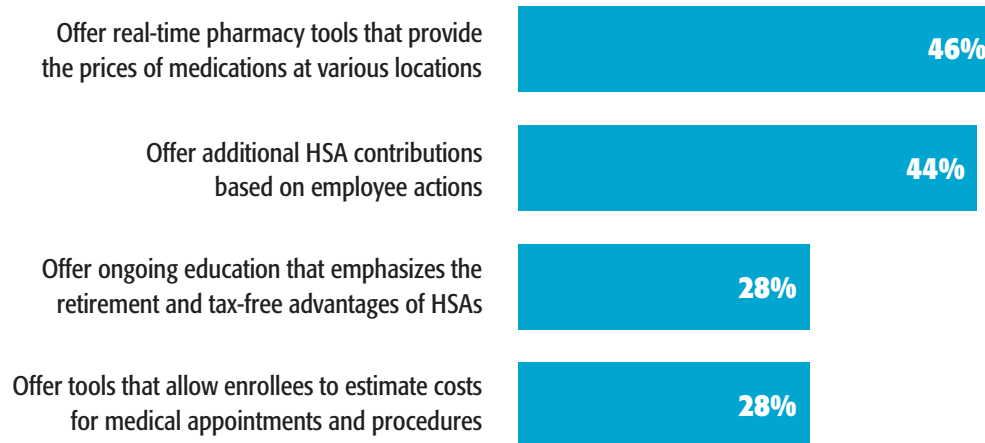 Offer real-time pharmacy tools that provide
the prices of medications at various locations
46%
Offer additional HSA contributions
based on employee actions
44%
Offer ongoing education that emphasizes the
retirement and tax-free advantages of HSAs
28%
Offer tools that allow enrollees to estimate costs
for medical appointments and procedures
28%